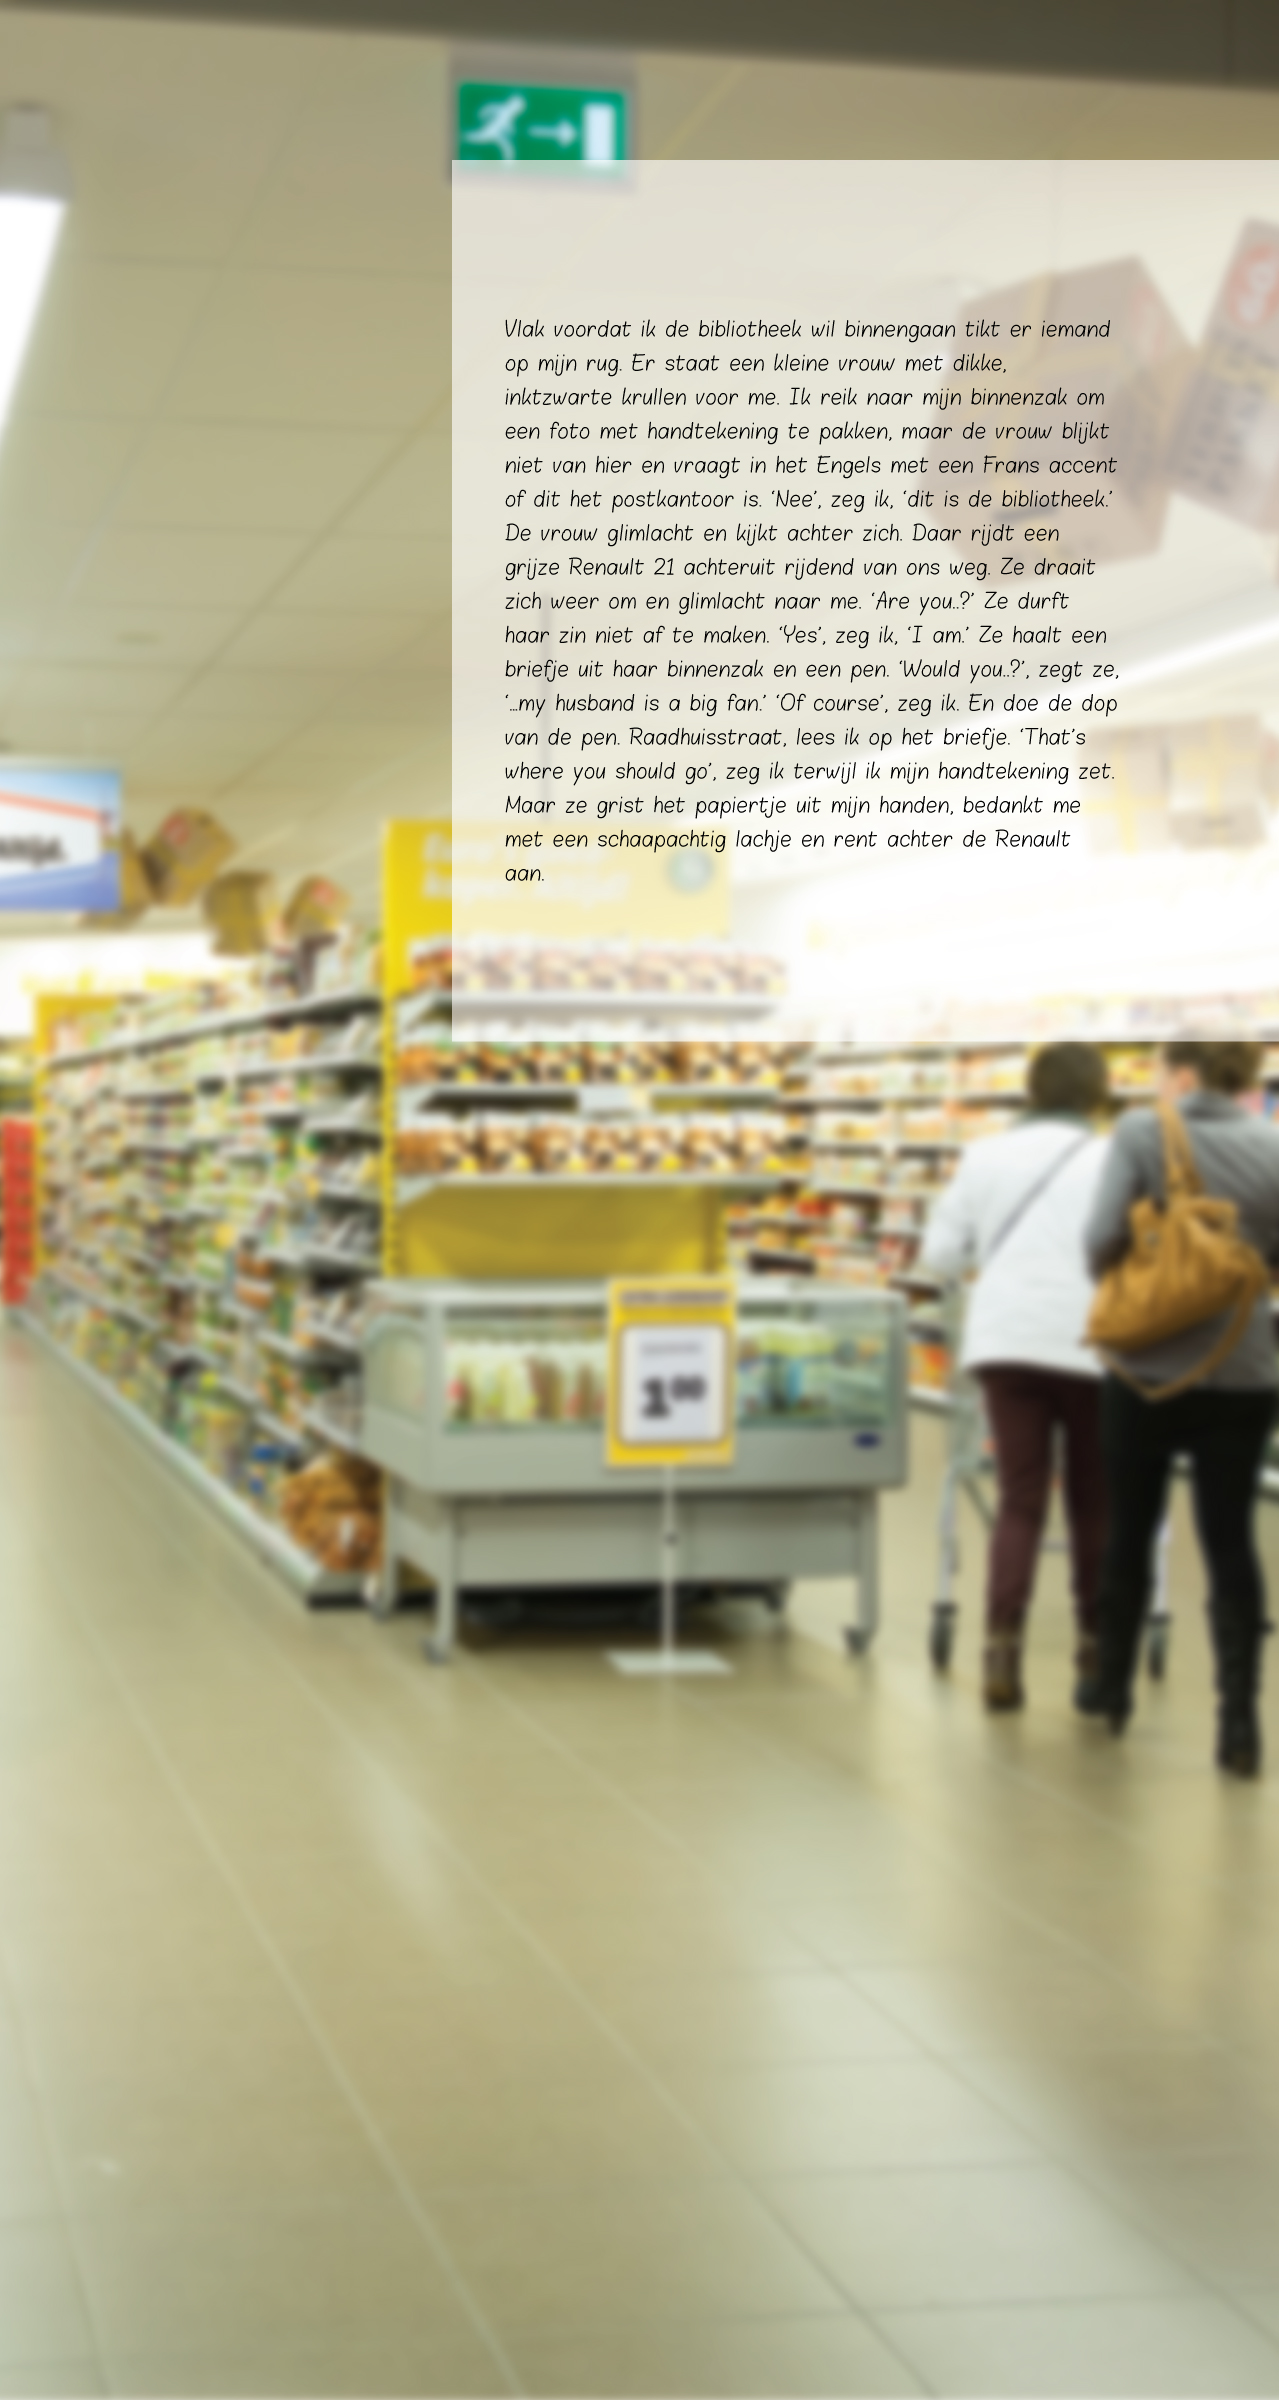 Vlak voordat ik de bibliotheek wil binnengaan tikt er iemand
op mijn rug. Er staat een kleine vrouw met dikke,
inktzwarte krullen voor me. Ik reik naar mijn binnenzak om
een foto met handtekening te pakken, maar de vrouw blijkt
niet van hier en vraagt in het Engels met een Frans accent
of dit het postkantoor is. ‘Nee’, zeg ik, ‘dit is de bibliotheek.’
De vrouw glimlacht en kijkt achter zich. Daar rijdt een
grijze Renault 21 achteruit rijdend van ons weg. Ze draait
zich weer om en glimlacht naar me. ‘Are you..?’ Ze durft
haar zin niet af te maken. ‘Yes’, zeg ik, ‘I am.’ Ze haalt een
briefje uit haar binnenzak en een pen. ‘Would you..?’, zegt ze,
‘...my husband is a big fan.’ ‘Of course’, zeg ik. En doe de dop
van de pen. Raadhuisstraat, lees ik op het briefje. ‘That’s
where you should go’, zeg ik terwijl ik mijn handtekening zet.
Maar ze grist het papiertje uit mijn handen, bedankt me
met een schaapachtig lachje en rent achter de Renault
aan.
1⁰⁰